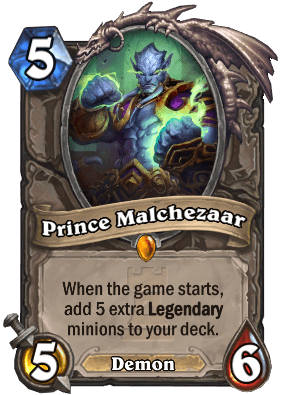 5
Prince Malchezaar
When the game starts,
add 5 extra Legendary
minions to your deck.
5
Demon
6